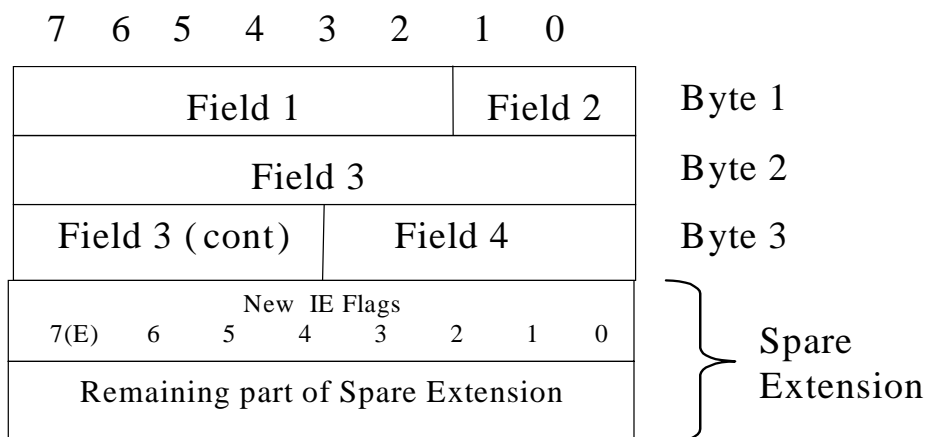 7 6 5 4 3 2 1 0
Field 1 Field 2 Byte 1
Field 3 Byte 2
Field 3 (cont) Field 4 Byte 3
New IE Flags
7(E) 6 5 4 3 2 1 0
Remaining part of Spare Extension
Spare
Extension